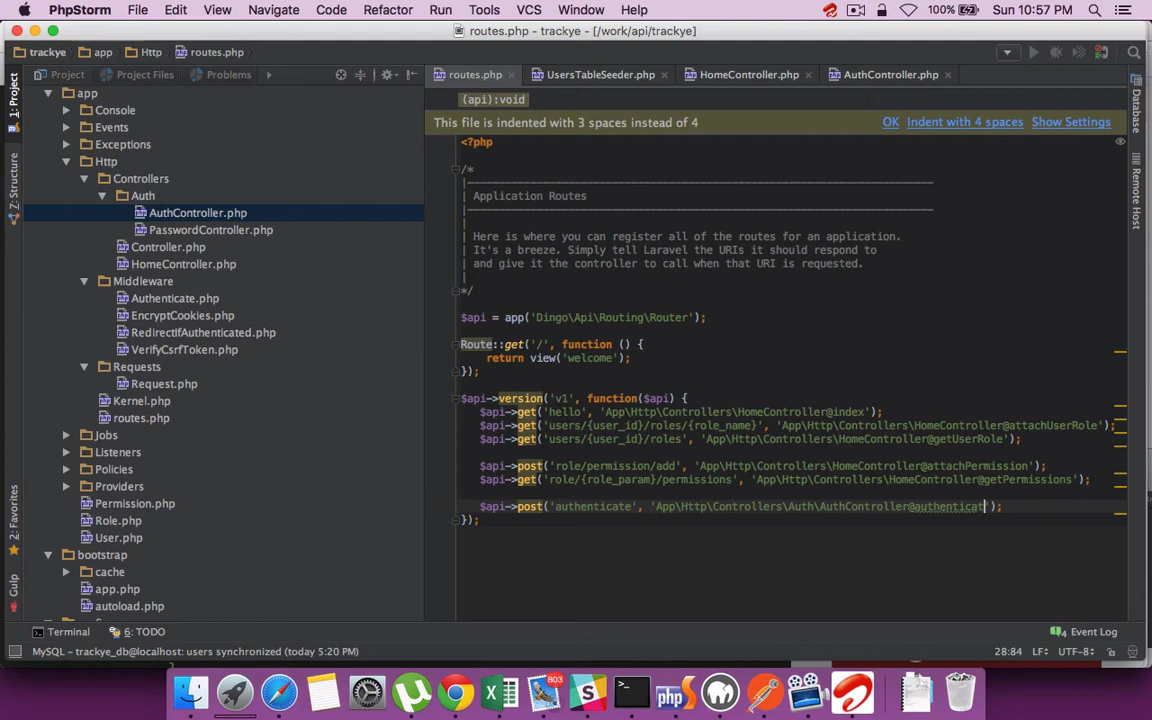 PhpStorm File Edit View Navigate Code Refactor Run Tools VCS Window Help 100% Sun 10:57 PM
routes.php - trackye - [/work/api/trackye]
trackye app Http routes.php
Project Project Files Problems
routes.php UsersTableSeeder.php HomeController.php AuthController.php
(api):void
This file is indented with 3 spaces instead of 4 OK Indent with 4 spaces Show Settings
1: Project
Z: Structure
2: Favorites
Gulp
app
Console
Events
Exceptions
Http
Controllers
Auth
AuthController.php
PasswordController.php
Controller.php
HomeController.php
Middleware
Authenticate.php
EncryptCookies.php
RedirectIfAuthenticated.php
VerifyCsrfToken.php
Requests
Request.php
Kernel.php
routes.php
Jobs
Listeners
Policies
Providers
Permission.php
Role.php
User.php
bootstrap
cache
app.php
autoload.php
<?php
/*
|--------------------------------------------------------------------------
| Application Routes
|--------------------------------------------------------------------------
|
| Here is where you can register all of the routes for an application.
| It's a breeze. Simply tell Laravel the URIs it should respond to
| and give it the controller to call when that URI is requested.
|
*/
$api = app('Dingo\Api\Routing\Router');
Route::get('/', function () {
return view('welcome');
});
$api->version('v1', function($api) {
$api->get('hello', 'App\Http\Controllers\HomeController@index');
$api->get('users/{user_id}/roles/{role_name}', 'App\Http\Controllers\HomeController@attachUserRole');
$api->get('users/{user_id}/roles', 'App\Http\Controllers\HomeController@getUserRole');
$api->post('role/permission/add', 'App\Http\Controllers\HomeController@attachPermission');
$api->get('role/{role_param}/permissions', 'App\Http\Controllers\HomeController@getPermissions');
$api->post('authenticate', 'App\Http\Controllers\Auth\AuthController@authenticat');
});
Database
Remote Host
Terminal 6: TODO 4 Event Log
MySQL - trackye_db@localhost: users synchronized (today 5:20 PM) 28:84 LF÷ UTF-8÷
803
php